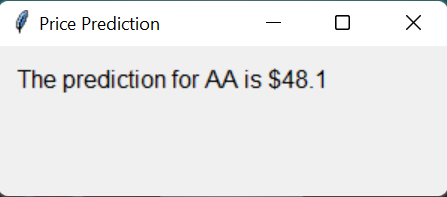 Price Prediction
The prediction for AA is $48.1